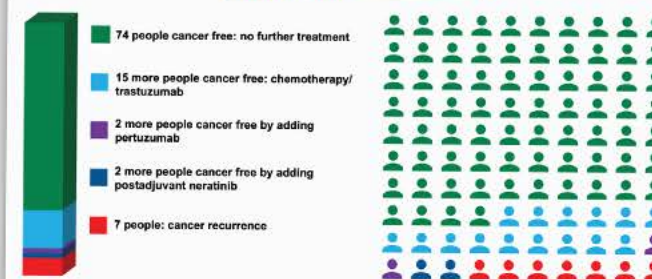 74 people cancer free: no further treatment
15 more people cancer free: chemotherapy/
trastuzumab
2 more people cancer free by adding
pertuzumab
2 more people cancer free by adding
postadjuvant neratinib
7 people: cancer recurrence